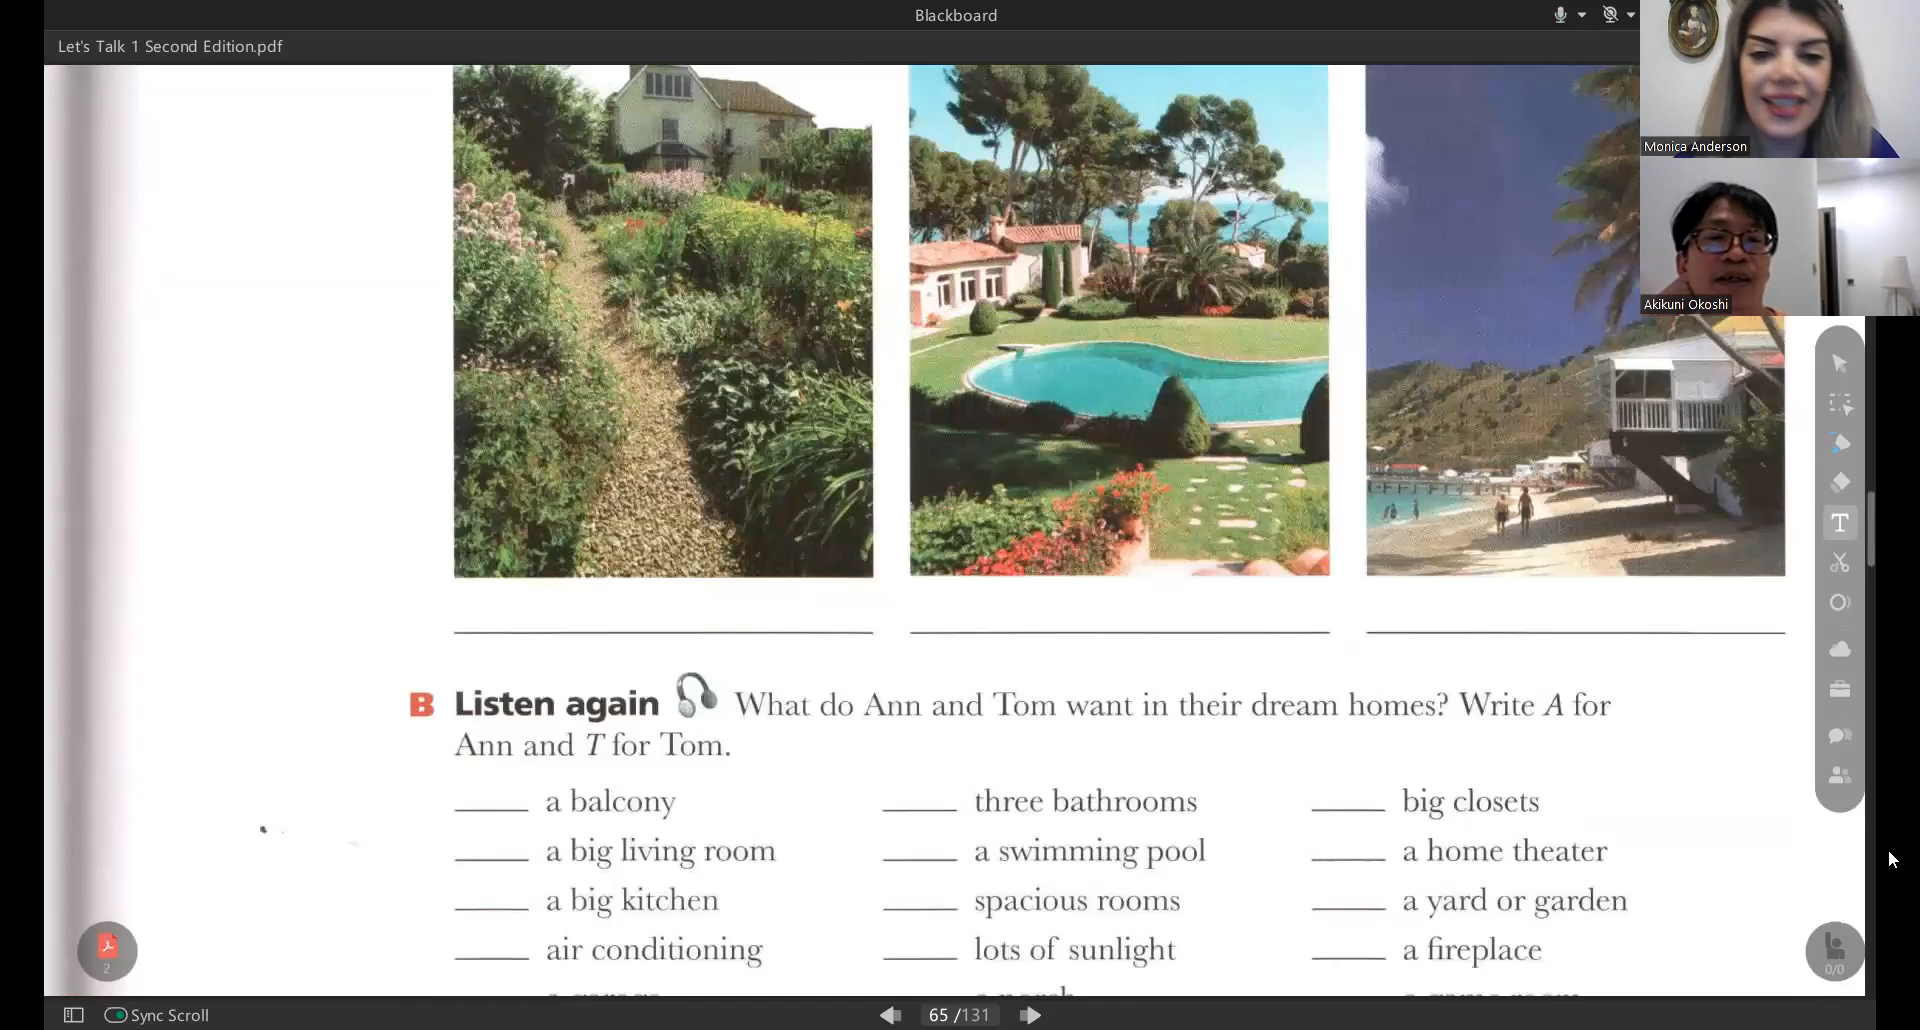 Blackboard
Let's Talk 1 Second Edition.pdf
Monica Anderson
Akikuni Okoshi
B Listen again What do Ann and Tom want in their dream homes? Write A for
Ann and T for Tom.
a balcony three bathrooms big closets
a big living room a swimming pool a home theater
a big kitchen spacious rooms a yard or garden
air conditioning lots of sunlight a fireplace
2
0/0
Sync Scroll
65 /131